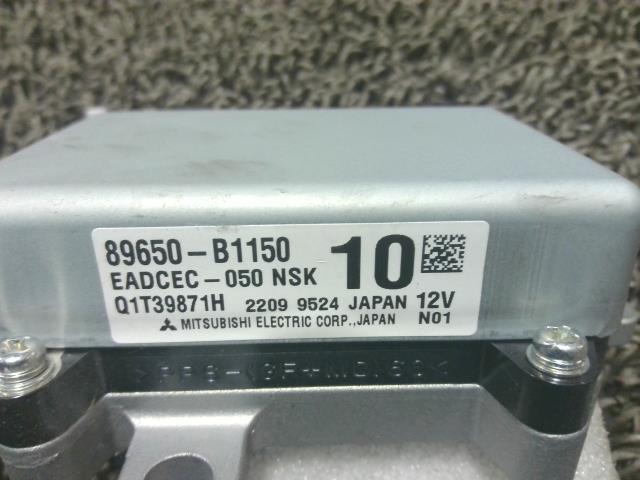 89650-B1150
EADCEC-050 NSK
10
Q1T39871H 2209 9524 JAPAN 12V
MITSUBISHI ELECTRIC CORP.,JAPAN N01